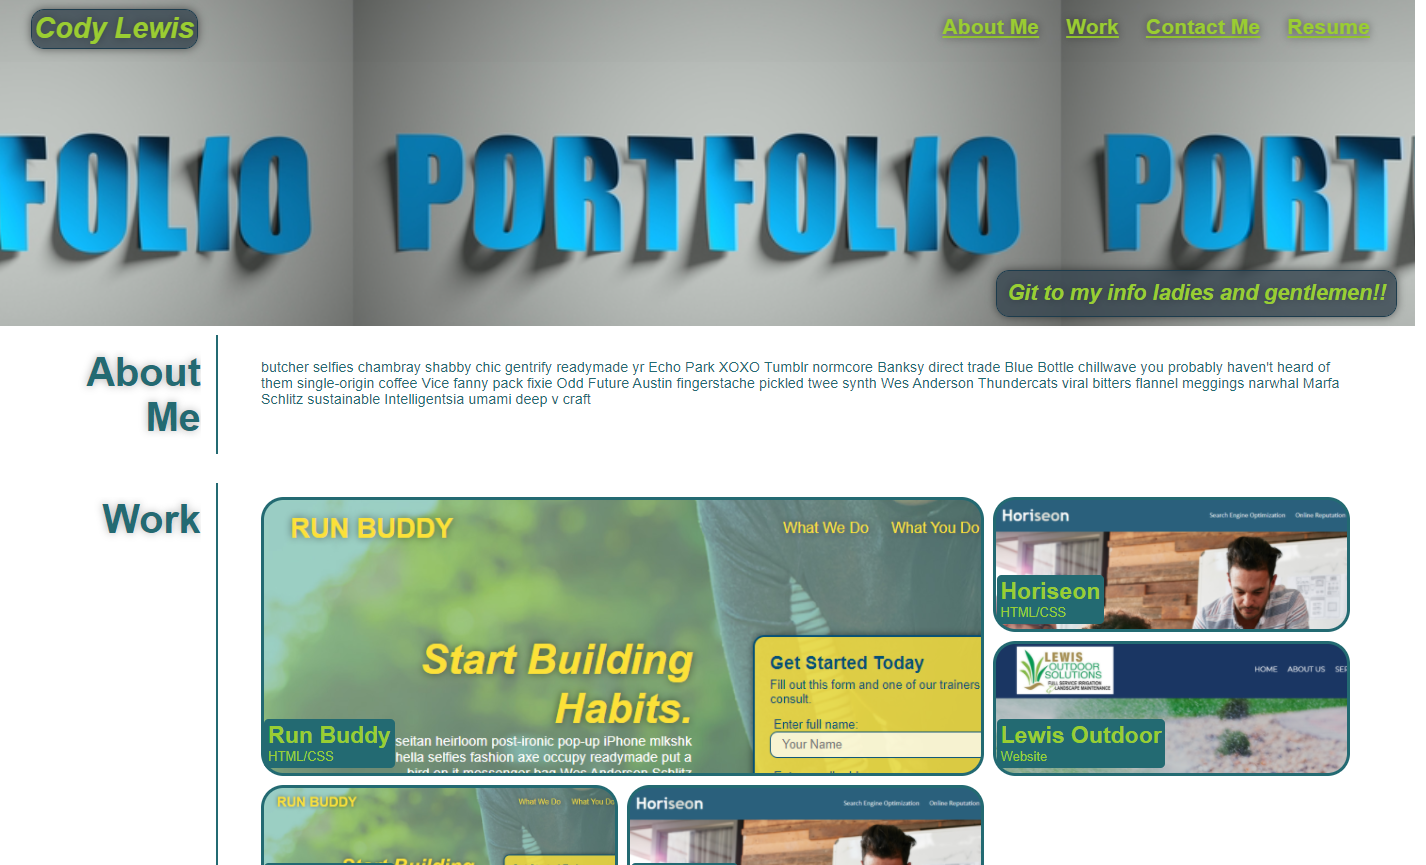 Cody Lewis
About Me Work Contact Me Resume
FOLIO PORTFOLIO PORT
Git to my info ladies and gentlemen!!
About
Me
butcher selfies chambray shabby chic gentrify readymade yr Echo Park XOXO Tumblr normcore Banksy direct trade Blue Bottle chillwave you probably haven't heard of
them single-origin coffee Vice fanny pack fixie Odd Future Austin fingerstache pickled twee synth Wes Anderson Thundercats viral bitters flannel meggings narwhal Marfa
Schlitz sustainable Intelligentsia umami deep v craft
Work
RUN BUDDY
What We Do What You Do
Start Building
Habits.
seitan heirloom post-ironic pop-up iPhone mlkshk
hella selfies fashion axe occupy readymade put a
bird on it messenger bag Wes Anderson Schlitz
Get Started Today
Fill out this form and one of our trainers
consult.
Enter full name:
Your Name
Run Buddy
HTML/CSS
Horiseon
Search Engine Optimization Online Reputation
Horiseon
HTML/CSS
LEWIS
OUTDOOR
SOLUTIONS
FULL SERVICE IRRIGATION
LANDSCAPE MAINTENANCE
HOME ABOUT US SER
Lewis Outdoor
Website
RUN BUDDY
What We Do What You Do
Start Building
Horiseon
Search Engine Optimization Online Reputation